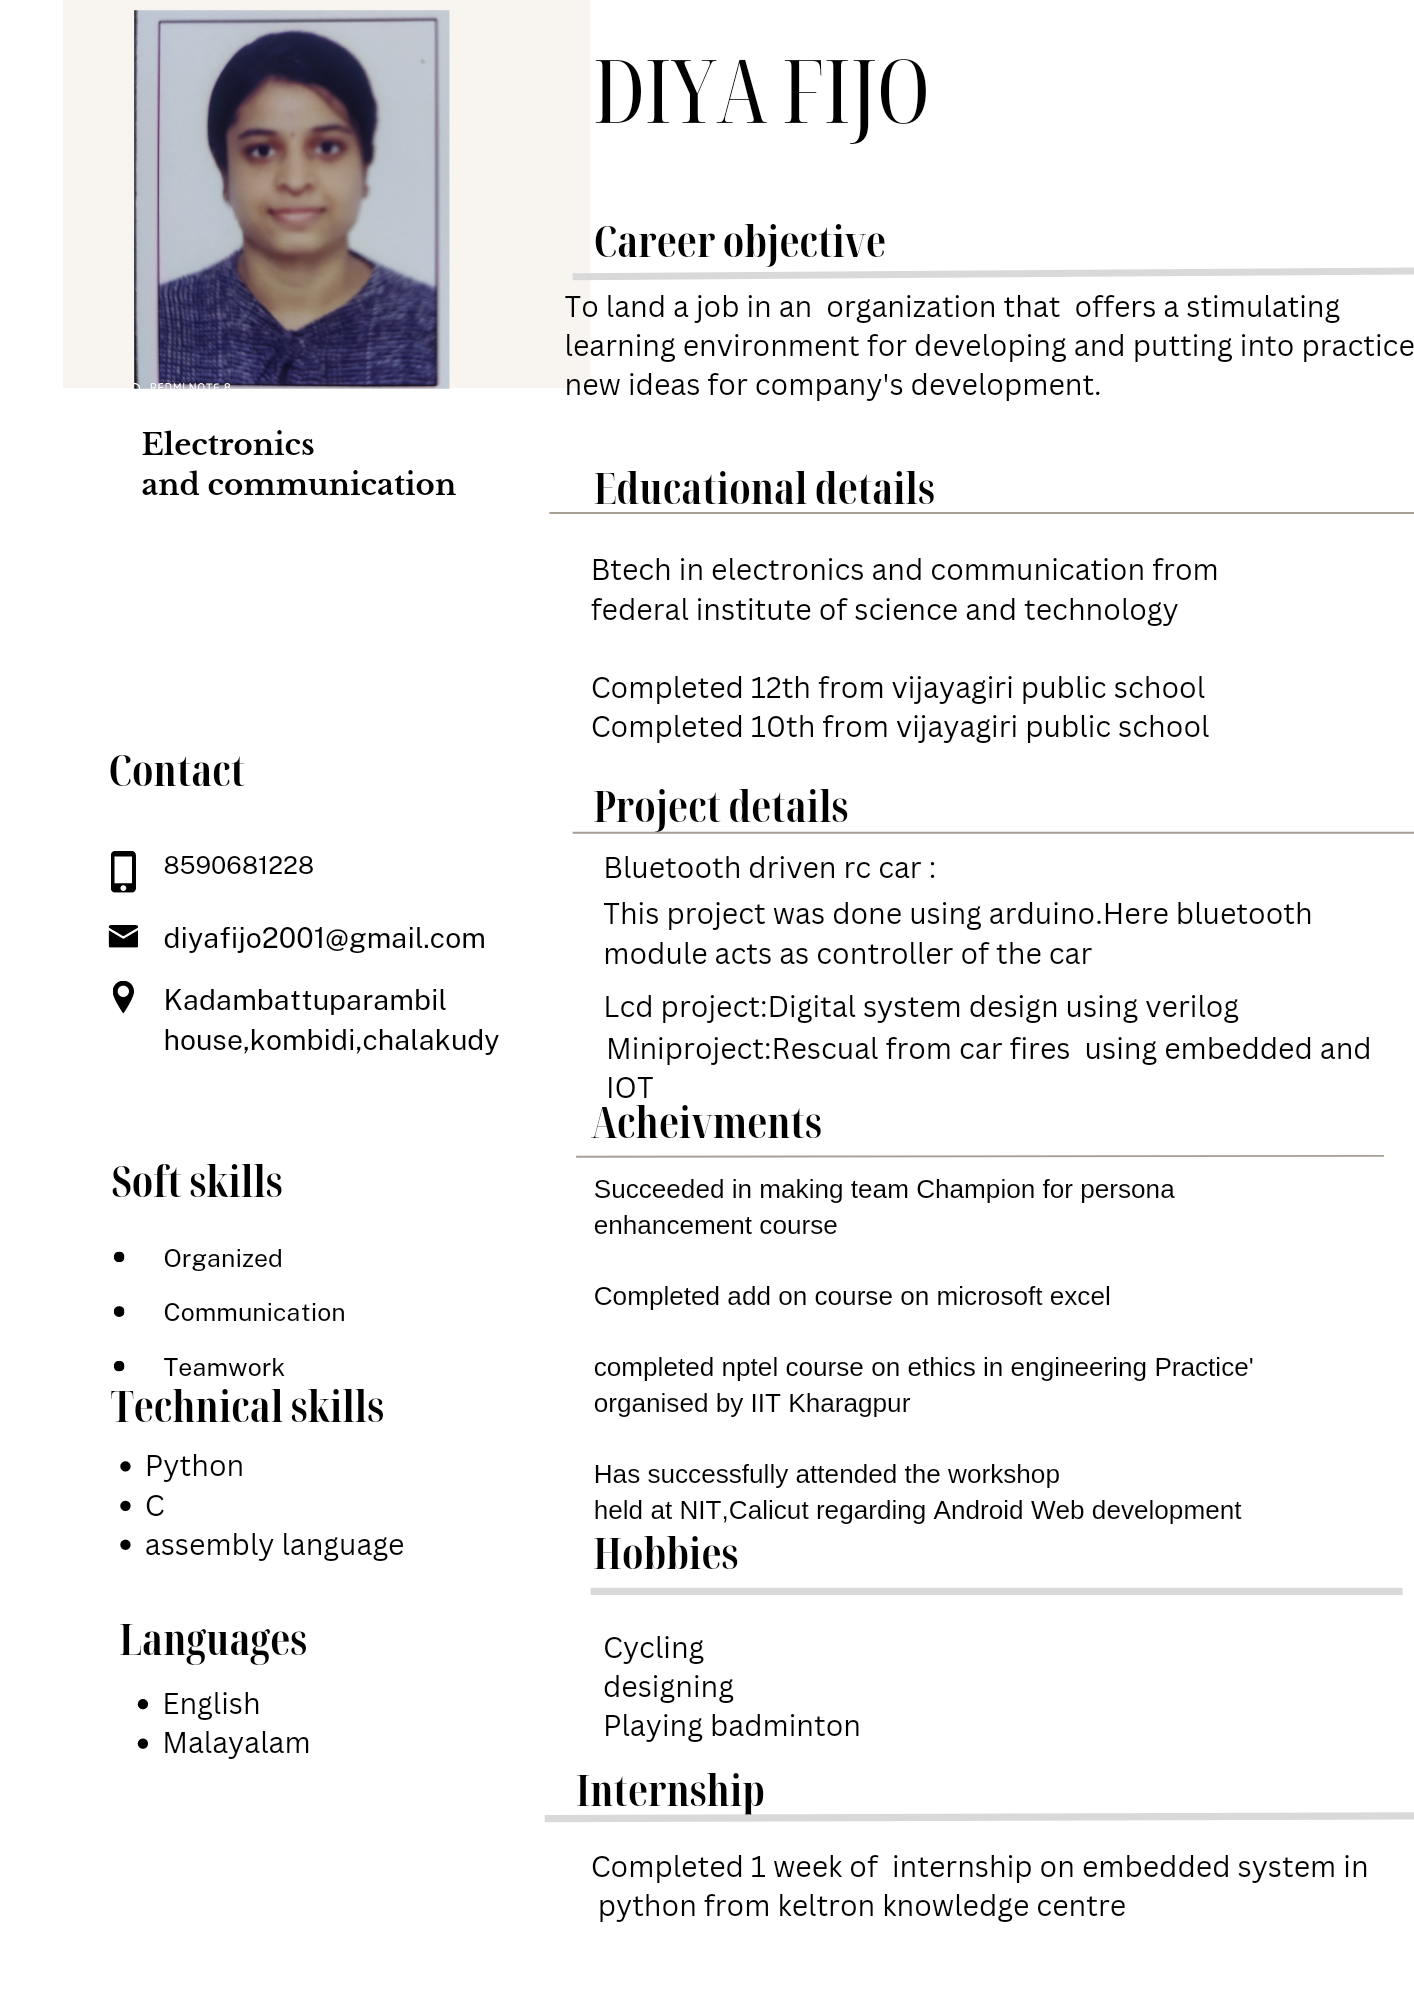 DIYA FIJO
REDMI NOTE 8
Electronics
and communication
Contact
8590681228
diyafijo2001@gmail.com
Kadambattuparambil
house,kombidi,chalakudy
Soft skills
Organized
Communication
Teamwork
Technical skills
Python
C
assembly language
Languages
English
Malayalam
Career objective
To land a job in an organization that offers a stimulating
learning environment for developing and putting into practice
new ideas for company's development.
Educational details
Btech in electronics and communication from
federal institute of science and technology
Completed 12th from vijayagiri public school
Completed 10th from vijayagiri public school
Project details
Bluetooth driven rc car :
This project was done using arduino.Here bluetooth
module acts as controller of the car
Lcd project:Digital system design using verilog
Miniproject:Rescual from car fires using embedded and
IOT
Acheivments
Succeeded in making team Champion for persona
enhancement course
Completed add on course on microsoft excel
completed nptel course on ethics in engineering Practice'
organised by IIT Kharagpur
Has successfully attended the workshop
held at NIT,Calicut regarding Android Web development
Hobbies
Cycling
designing
Playing badminton
Internship
Completed 1 week of internship on embedded system in
python from keltron knowledge centre